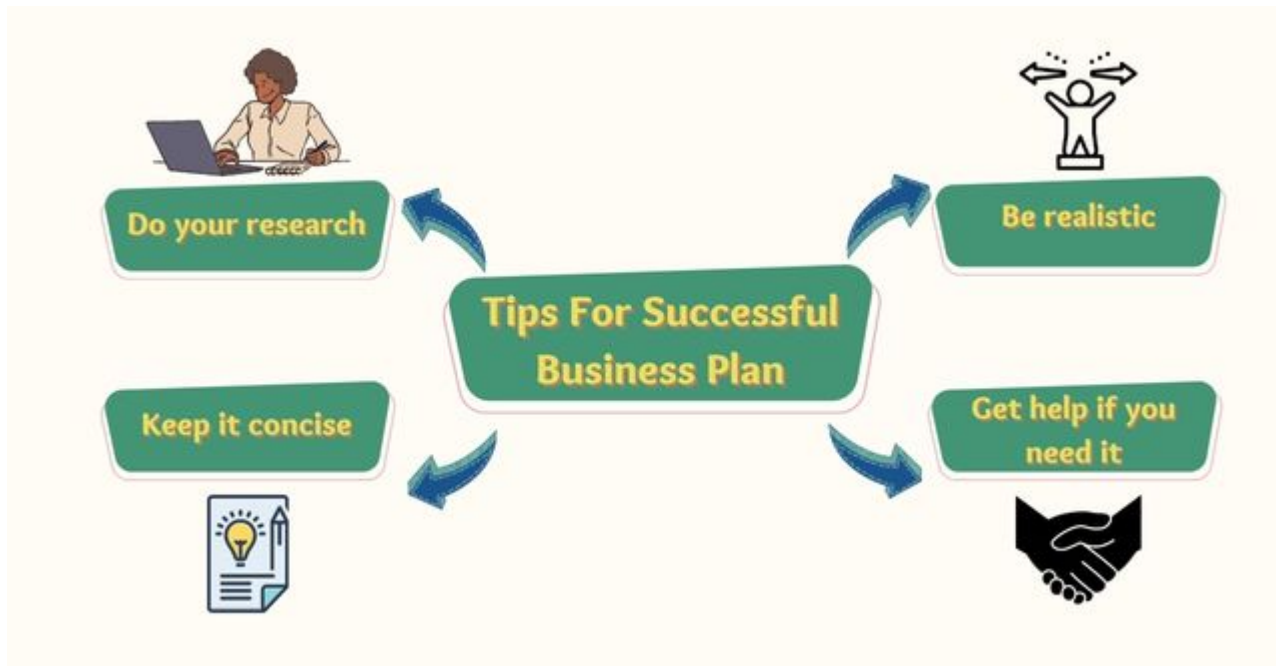 Do your research
Be realistic
Tips For Successful
Business Plan
Keep it concise
Get help if you
need it